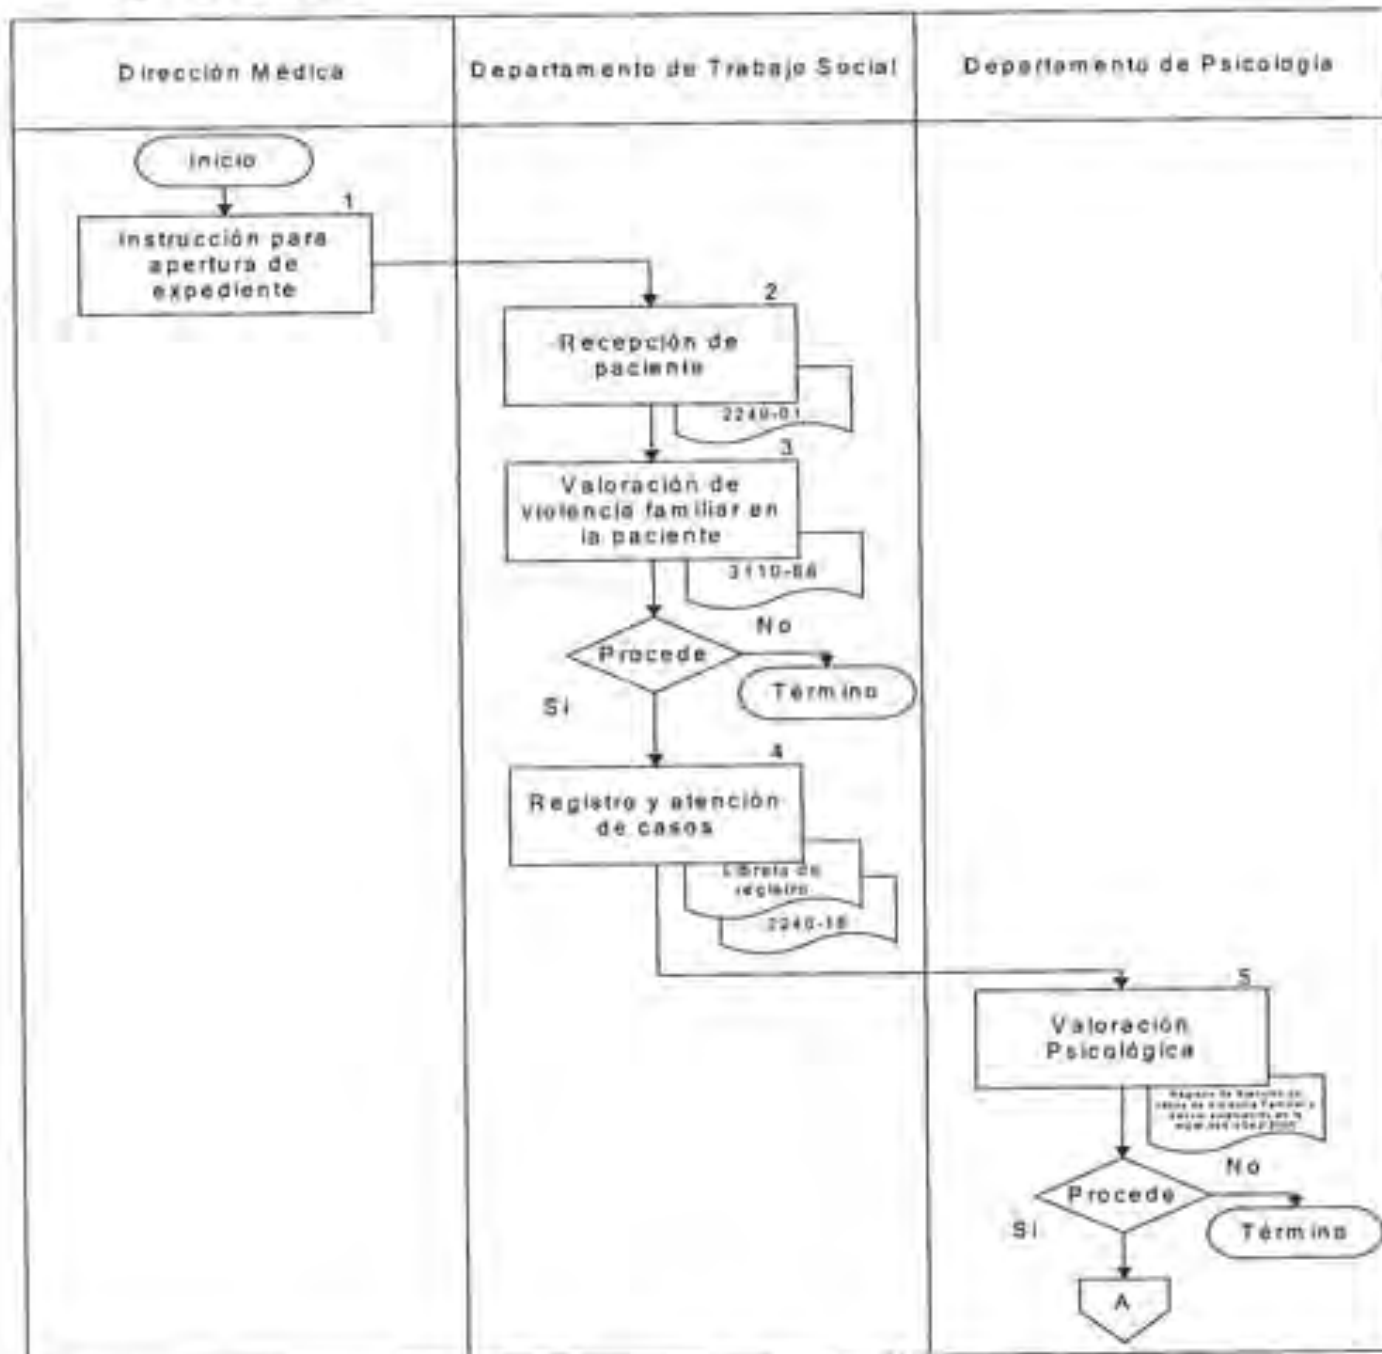 Dirección Médica
Departamento de Trabajo Social
Departamento de Psicología
Inicio
1
Instrucción para
apertura de
expediente
2
Recepción de
paciente
2240-01
3
Valoración de
violencia familiar en
la paciente
3110-
Procede
No
Término
Si
4
Registro y atención
de casos
Libreta de
registro
2240-16
5
Valoración
Psicológica
Procede
No
Si
Término
A